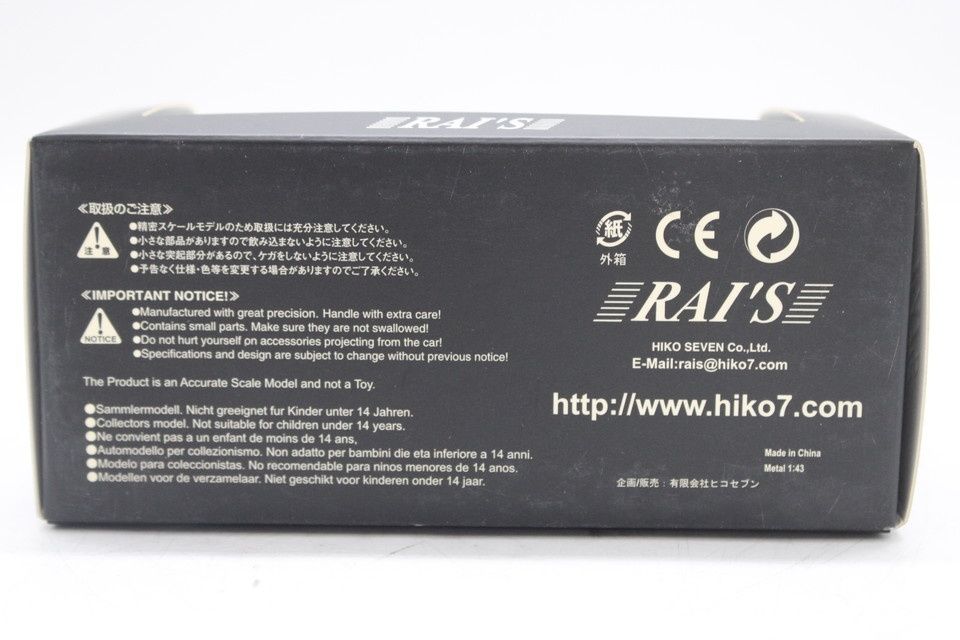 RAI'S
≪取扱のご注意≫
注意
●精密スケールモデルのため取扱には充分注意してください。
●小さな部品がありますので飲み込まないように注意してください。
●小さな突起部分があるので、ケガをしないように注意してください。
●予告なく仕様・色等を変更する場合がありますのでご了承ください。
≪IMPORTANT NOTICE!≫
NOTICE
●Manufactured with great precision. Handle with extra care!
●Contains small parts. Make sure they are not swallowed!
●Do not hurt yourself on accessories projecting from the car!
●Specifications and design are subject to change without previous notice!
The Product is an Accurate Scale Model and not a Toy.
●Sammlermodell. Nicht geeignet fur Kinder unter 14 Jahren.
●Collectors model. Not suitable for children under 14 years.
●Ne convient pas a un enfant de moins de 14 ans,
●Automodello per collezionismo. Non adatto per bambini die eta inferiore a 14 anni.
●Modelo para coleccionistas. No recomendable para ninos menores de 14 anos.
●Modellen voor de verzamelaar. Niet geschikt voor kinderen onder 14 jaar.
紙
外箱
CE
RAI'S
HIKO SEVEN Co.,Ltd.
E-Mail:rais@hiko7.com
http://www.hiko7.com
Made in China
Metal 1:43
企画/販売：有限会社ヒコセブン